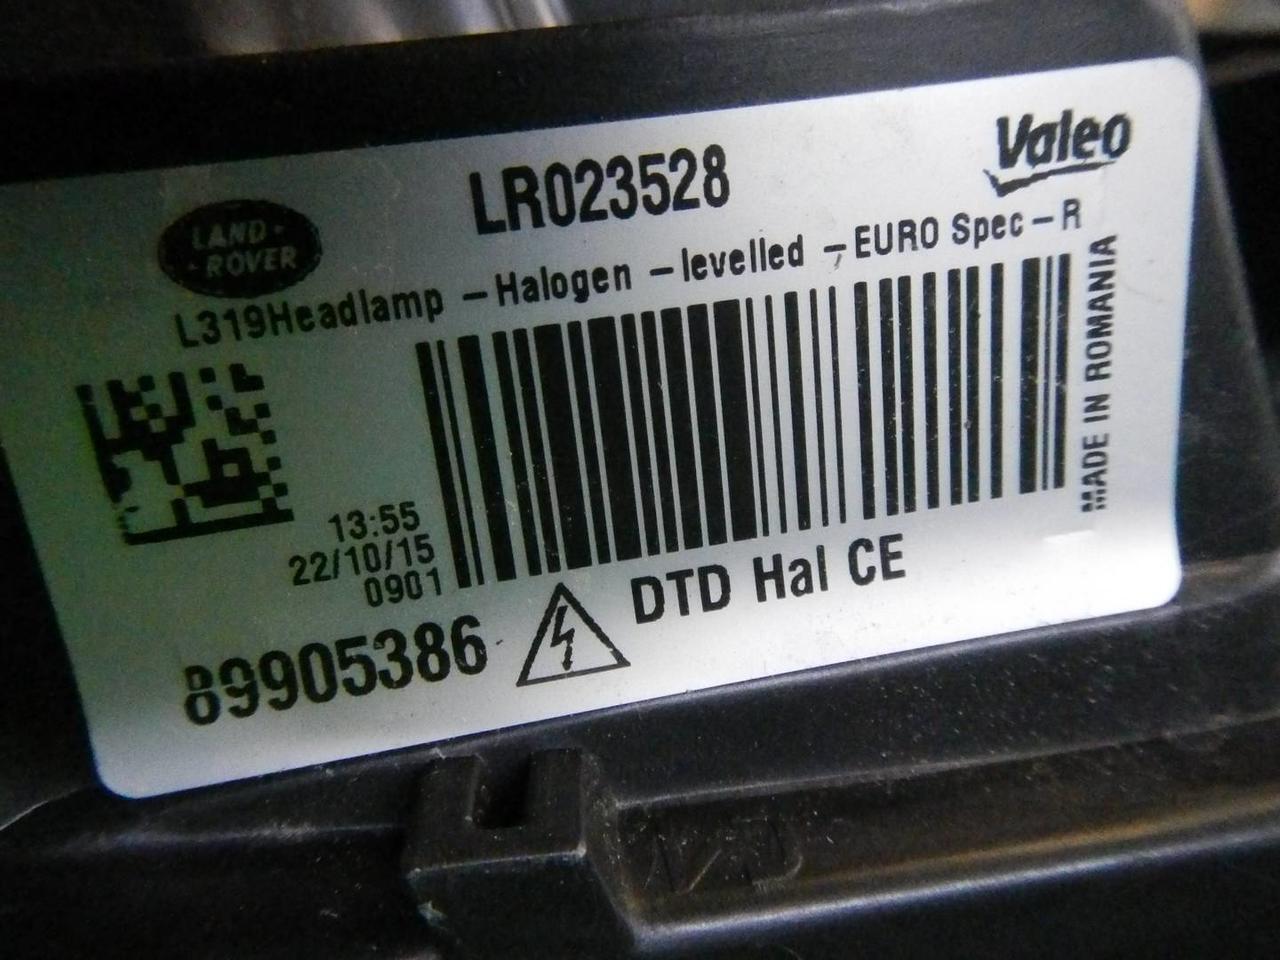 LR023528
Valeo
LAND-
-ROVER
L319Headlamp -Halogen -levelled -EURO Spec-R
MADE IN ROMANIA
13:55
22/10/15
0901
DTD Hal CE
89905386